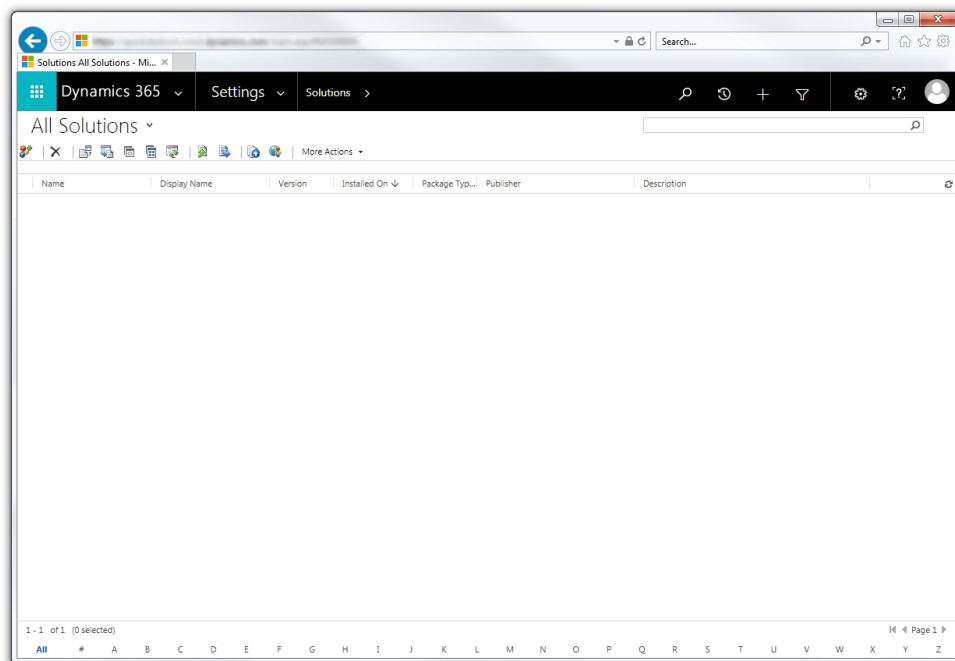 Search...
Solutions All Solutions - Mi...
Dynamics 365 Settings Solutions
All Solutions
More Actions
Name Display Name Version Installed On Package Typ... Publisher Description
1 - 1 of 1 (0 selected) Page 1
All # A B C D E F G H I J K L M N O P Q R S T U V W X Y Z